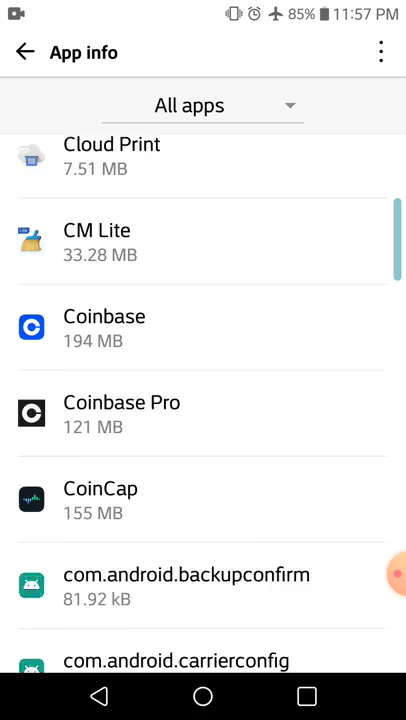 85% 11:57 PM
App info
All apps
Cloud Print
7.51 MB
Lite
CM Lite
33.28 MB
Coinbase
194 MB
Coinbase Pro
121 MB
CoinCap
155 MB
com.android.backupconfirm
81.92 kB
com.android.carrierconfig